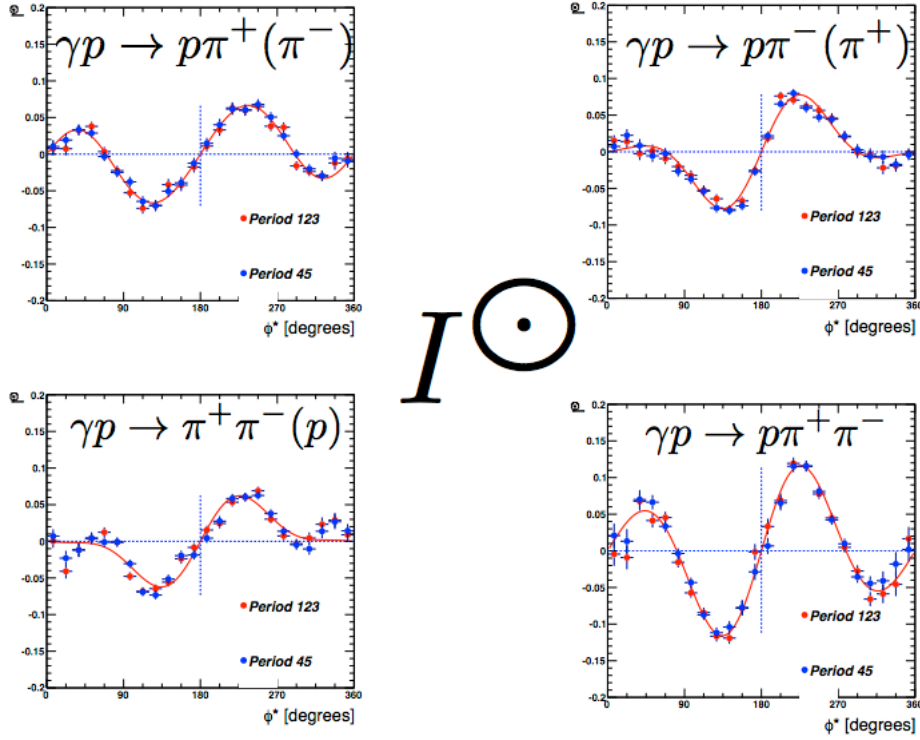 γp → pπ⁺(π⁻)
0.2
0.15
0.1
0.05
0
-0.05
-0.1
-0.15
-0.2
0 90 180 270 360
Period 123
Period 45
ϕ* [degrees]
γp → pπ⁻(π⁺)
0.2
0.15
0.1
0.05
0
-0.05
-0.1
-0.15
-0.2
0 90 180 270 360
Period 123
Period 45
ϕ* [degrees]
I⊙
γp → π⁺π⁻(p)
0.2
0.15
0.1
0.05
0
-0.05
-0.1
-0.15
-0.2
0 90 180 270 360
Period 123
Period 45
ϕ* [degrees]
γp → pπ⁺π⁻
0.2
0.15
0.1
0.05
0
-0.05
-0.1
-0.15
-0.2
0 90 180 270 360
Period 123
Period 45
ϕ* [degrees]